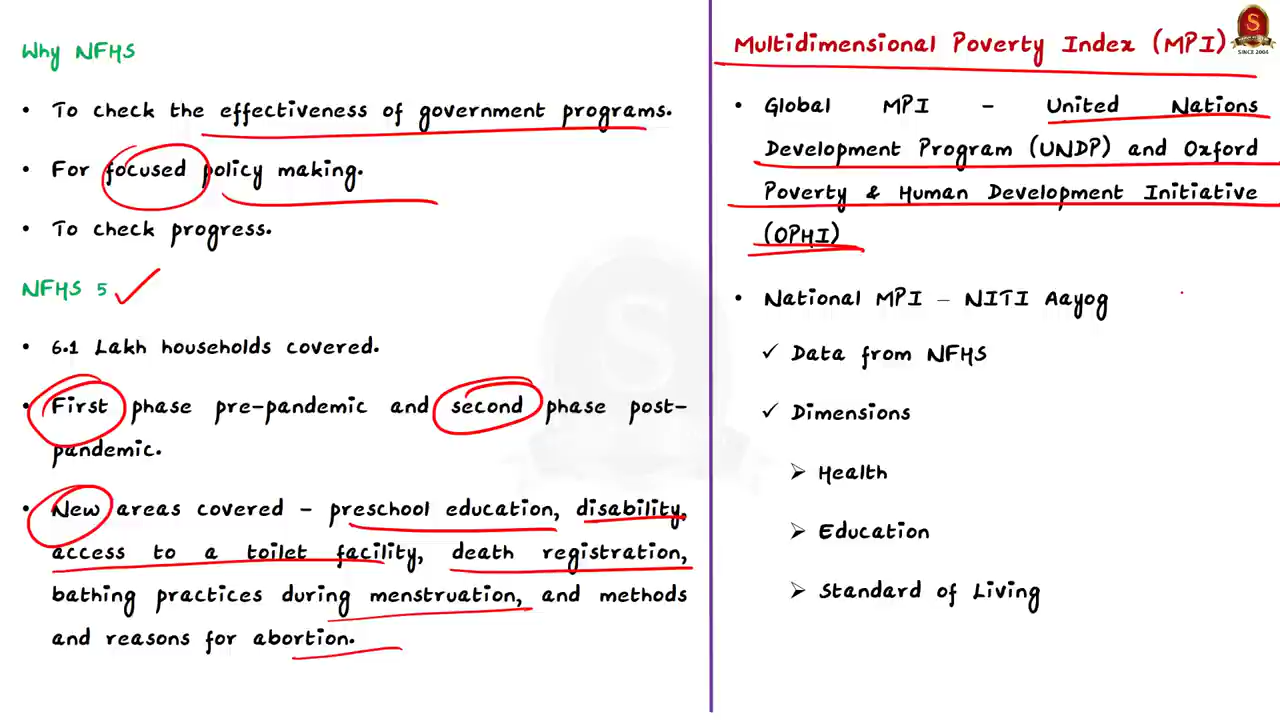 Why NFHS
• To check the effectiveness of government programs.
• For focused policy making.
• To check progress.
NFHS 5
• 6.1 Lakh households covered.
• First phase pre-pandemic and second phase post-
pandemic.
• New areas covered – preschool education, disability,
access to a toilet facility, death registration,
bathing practices during menstruation, and methods
and reasons for abortion.
Multidimensional Poverty Index (MPI)
• Global MPI – United Nations
Development Program (UNDP) and Oxford
Poverty & Human Development Initiative
(OPHI)
• National MPI – NITI Aayog
✓ Data from NFHS
✓ Dimensions
➢ Health
➢ Education
➢ Standard of Living
S
SINCE 2004